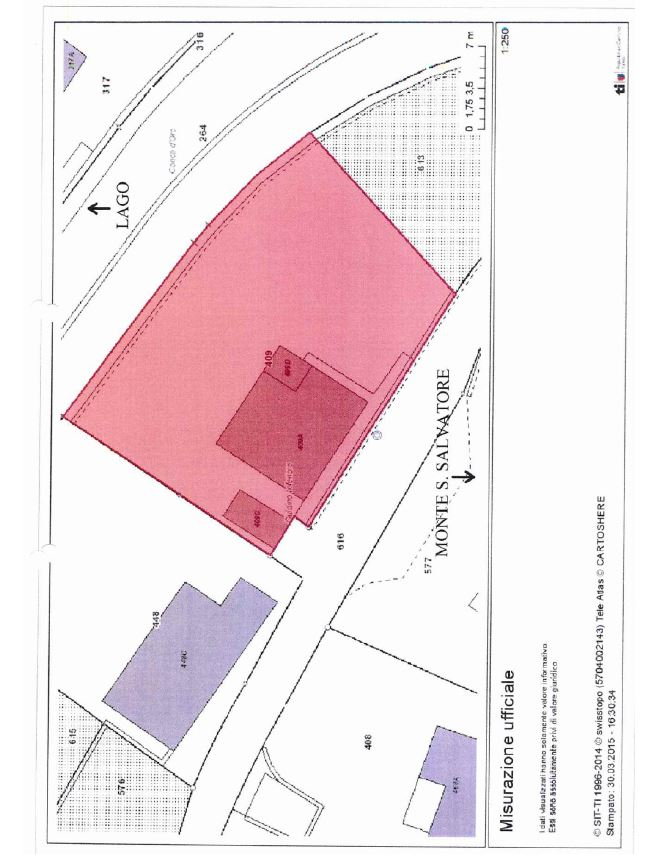 Misurazione ufficiale
I dati visualizzati hanno solamente valore informativo
Essi sono assolutamente privi di valore giuridico
© SIT-TI 1996-2014 © swisstopo (5704002143) Tele Atlas © CARTOSHERE
Stampato: 30.03.2015 - 16:30:34
1:250
0 1,75 3,5 7 m
ti
LAGO
MONTE S. SALVATORE
317A
317
316
264
613
409
616
577
448
615
576
408